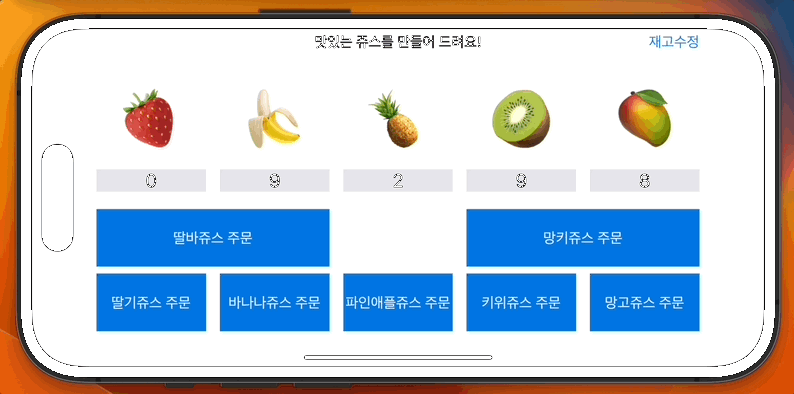 맛있는 쥬스를 만들어 드려요!
재고수정
0 9 2 9 8
딸바쥬스 주문 망키쥬스 주문
딸기쥬스 주문 바나나쥬스 주문 파인애플쥬스 주문 키위쥬스 주문 망고쥬스 주문